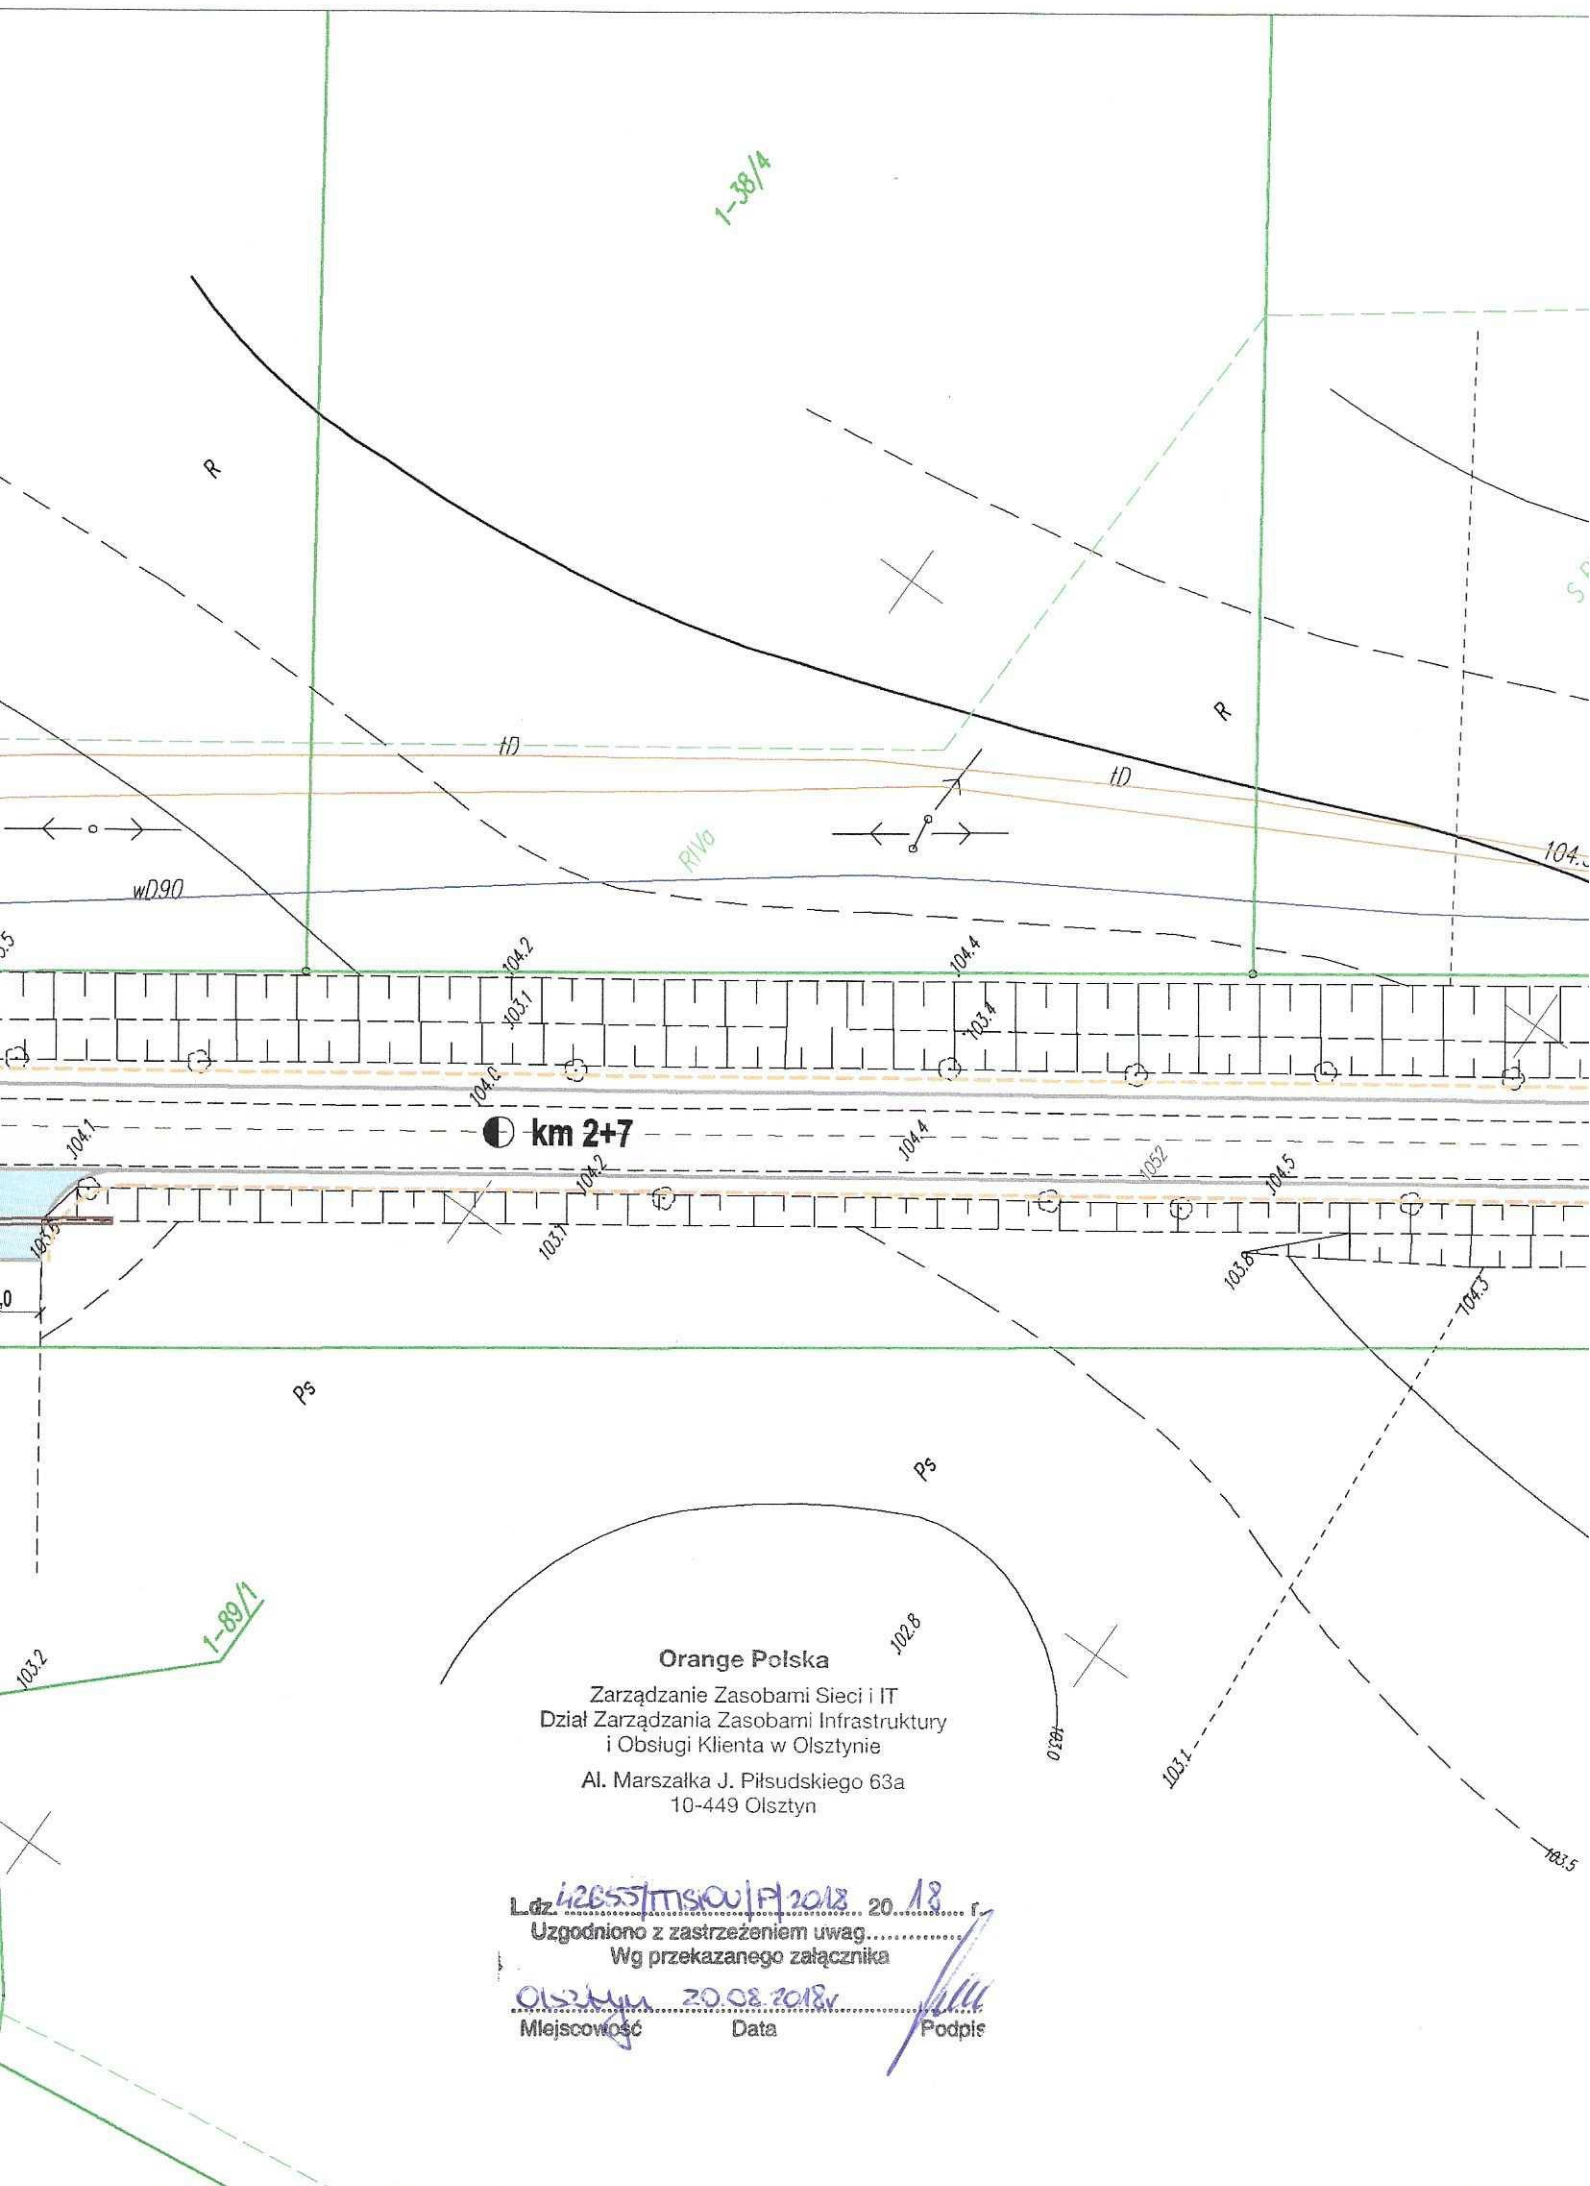 1-38/4
R
S
R
tD
tD
104.
RIVa
wD90
104.2
104.4
103.1
103.4
104.0
km 2+7
104.1
104.4
104.2
1052
104.5
103.5
103.1
103.8
.0
104.3
Ps
Ps
1-89/1
102.8
103.2
Orange Polska
Zarządzanie Zasobami Sieci i IT
Dział Zarządzania Zasobami Infrastruktury
i Obsługi Klienta w Olsztynie
103.0
103.1
Al. Marszałka J. Piłsudskiego 63a
10-449 Olsztyn
103.5
L.dz. 2018 20 18 r.
Uzgodniono z zastrzeżeniem uwag
Wg przekazanego załącznika
Olsztyn 20.08.2018r
Miejscowość Data Podpis